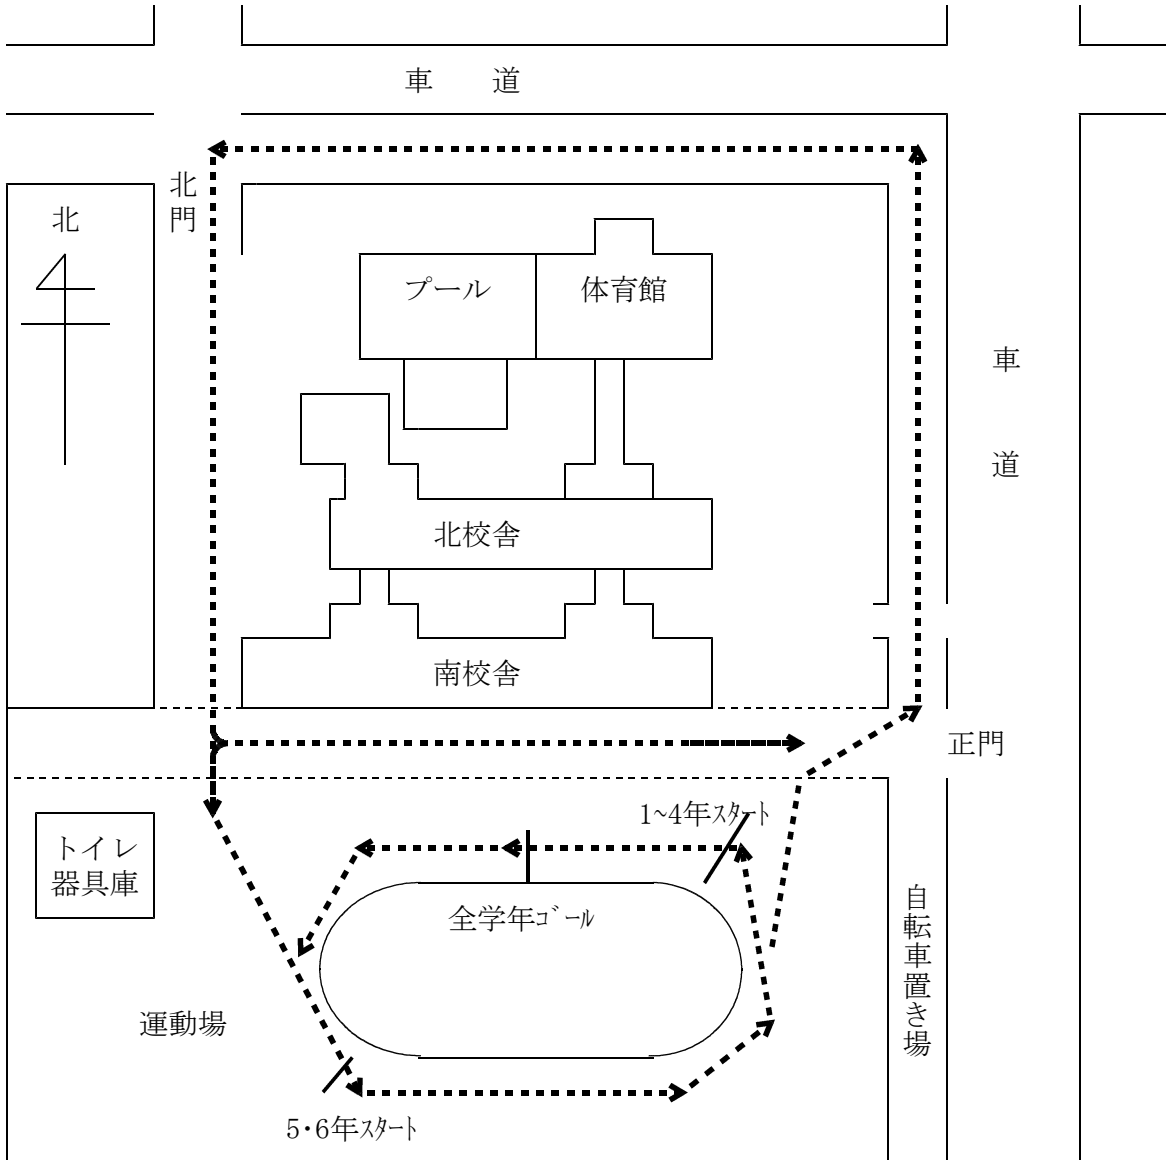 車　道
北門
北
プール
体育館
車道
北校舎
南校舎
正門
1~4年ｽﾀｰﾄ
トイレ
器具庫
全学年ｺﾞｰﾙ
自転車置き場
運動場
5・6年ｽﾀｰﾄ